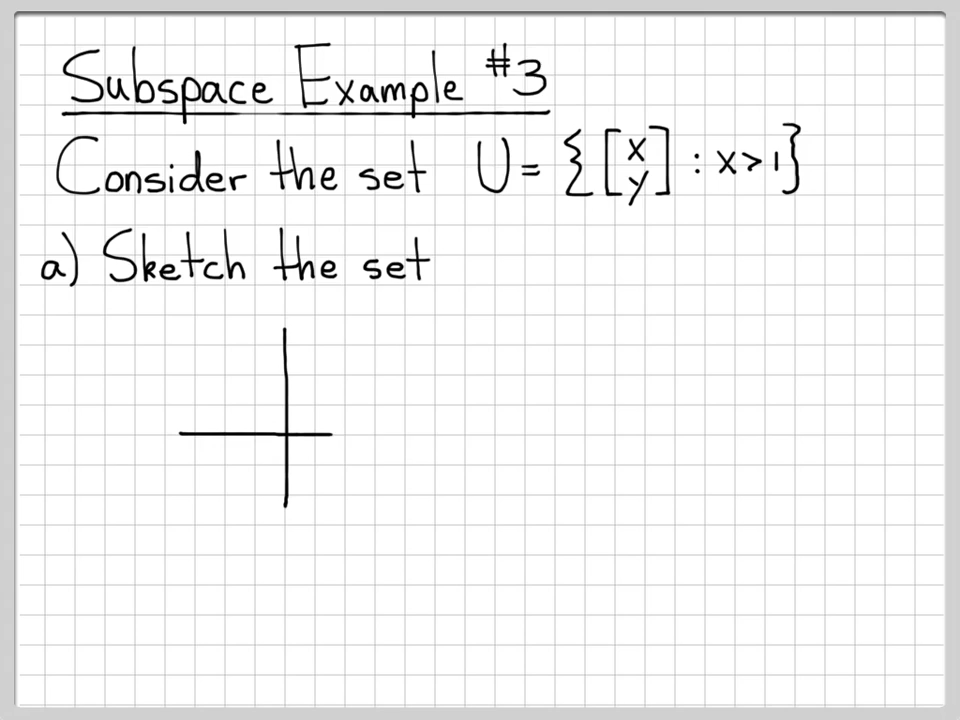 Subspace Example #3
Consider the set U = { [ x y ] : x > 1 }
a) Sketch the set